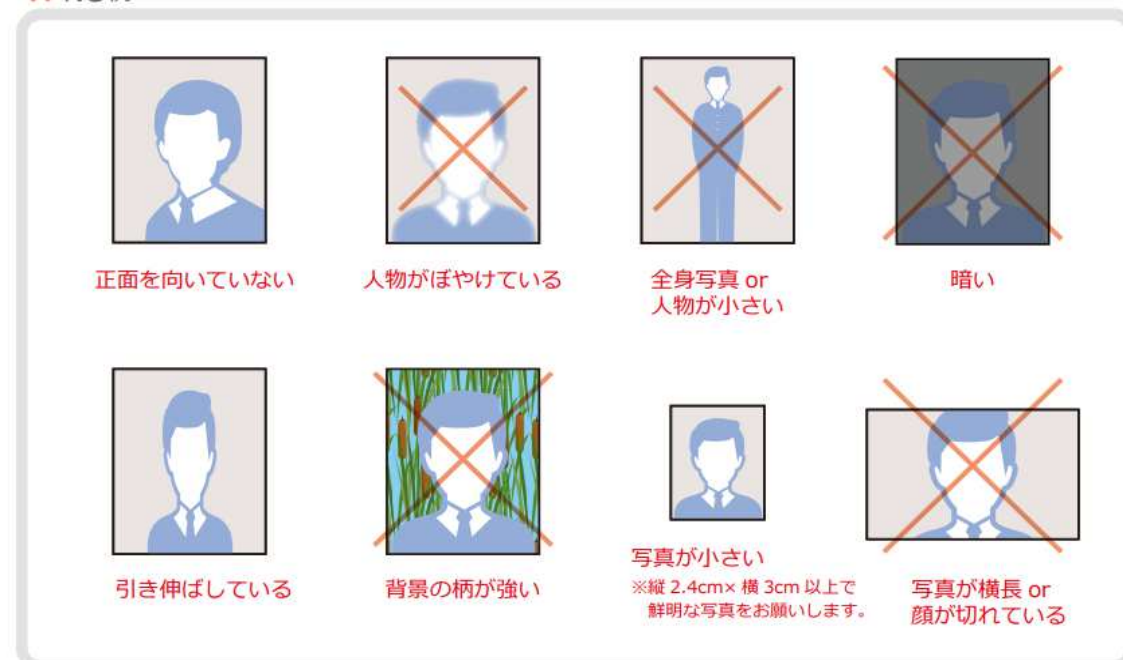 正面を向いていない
人物がぼやけている
全身写真 or
人物が小さい
暗い
引き伸ばしている
背景の柄が強い
写真が小さい
※縦 2.4cm× 横 3cm 以上で
鮮明な写真をお願いします。
写真が横長 or
顔が切れている